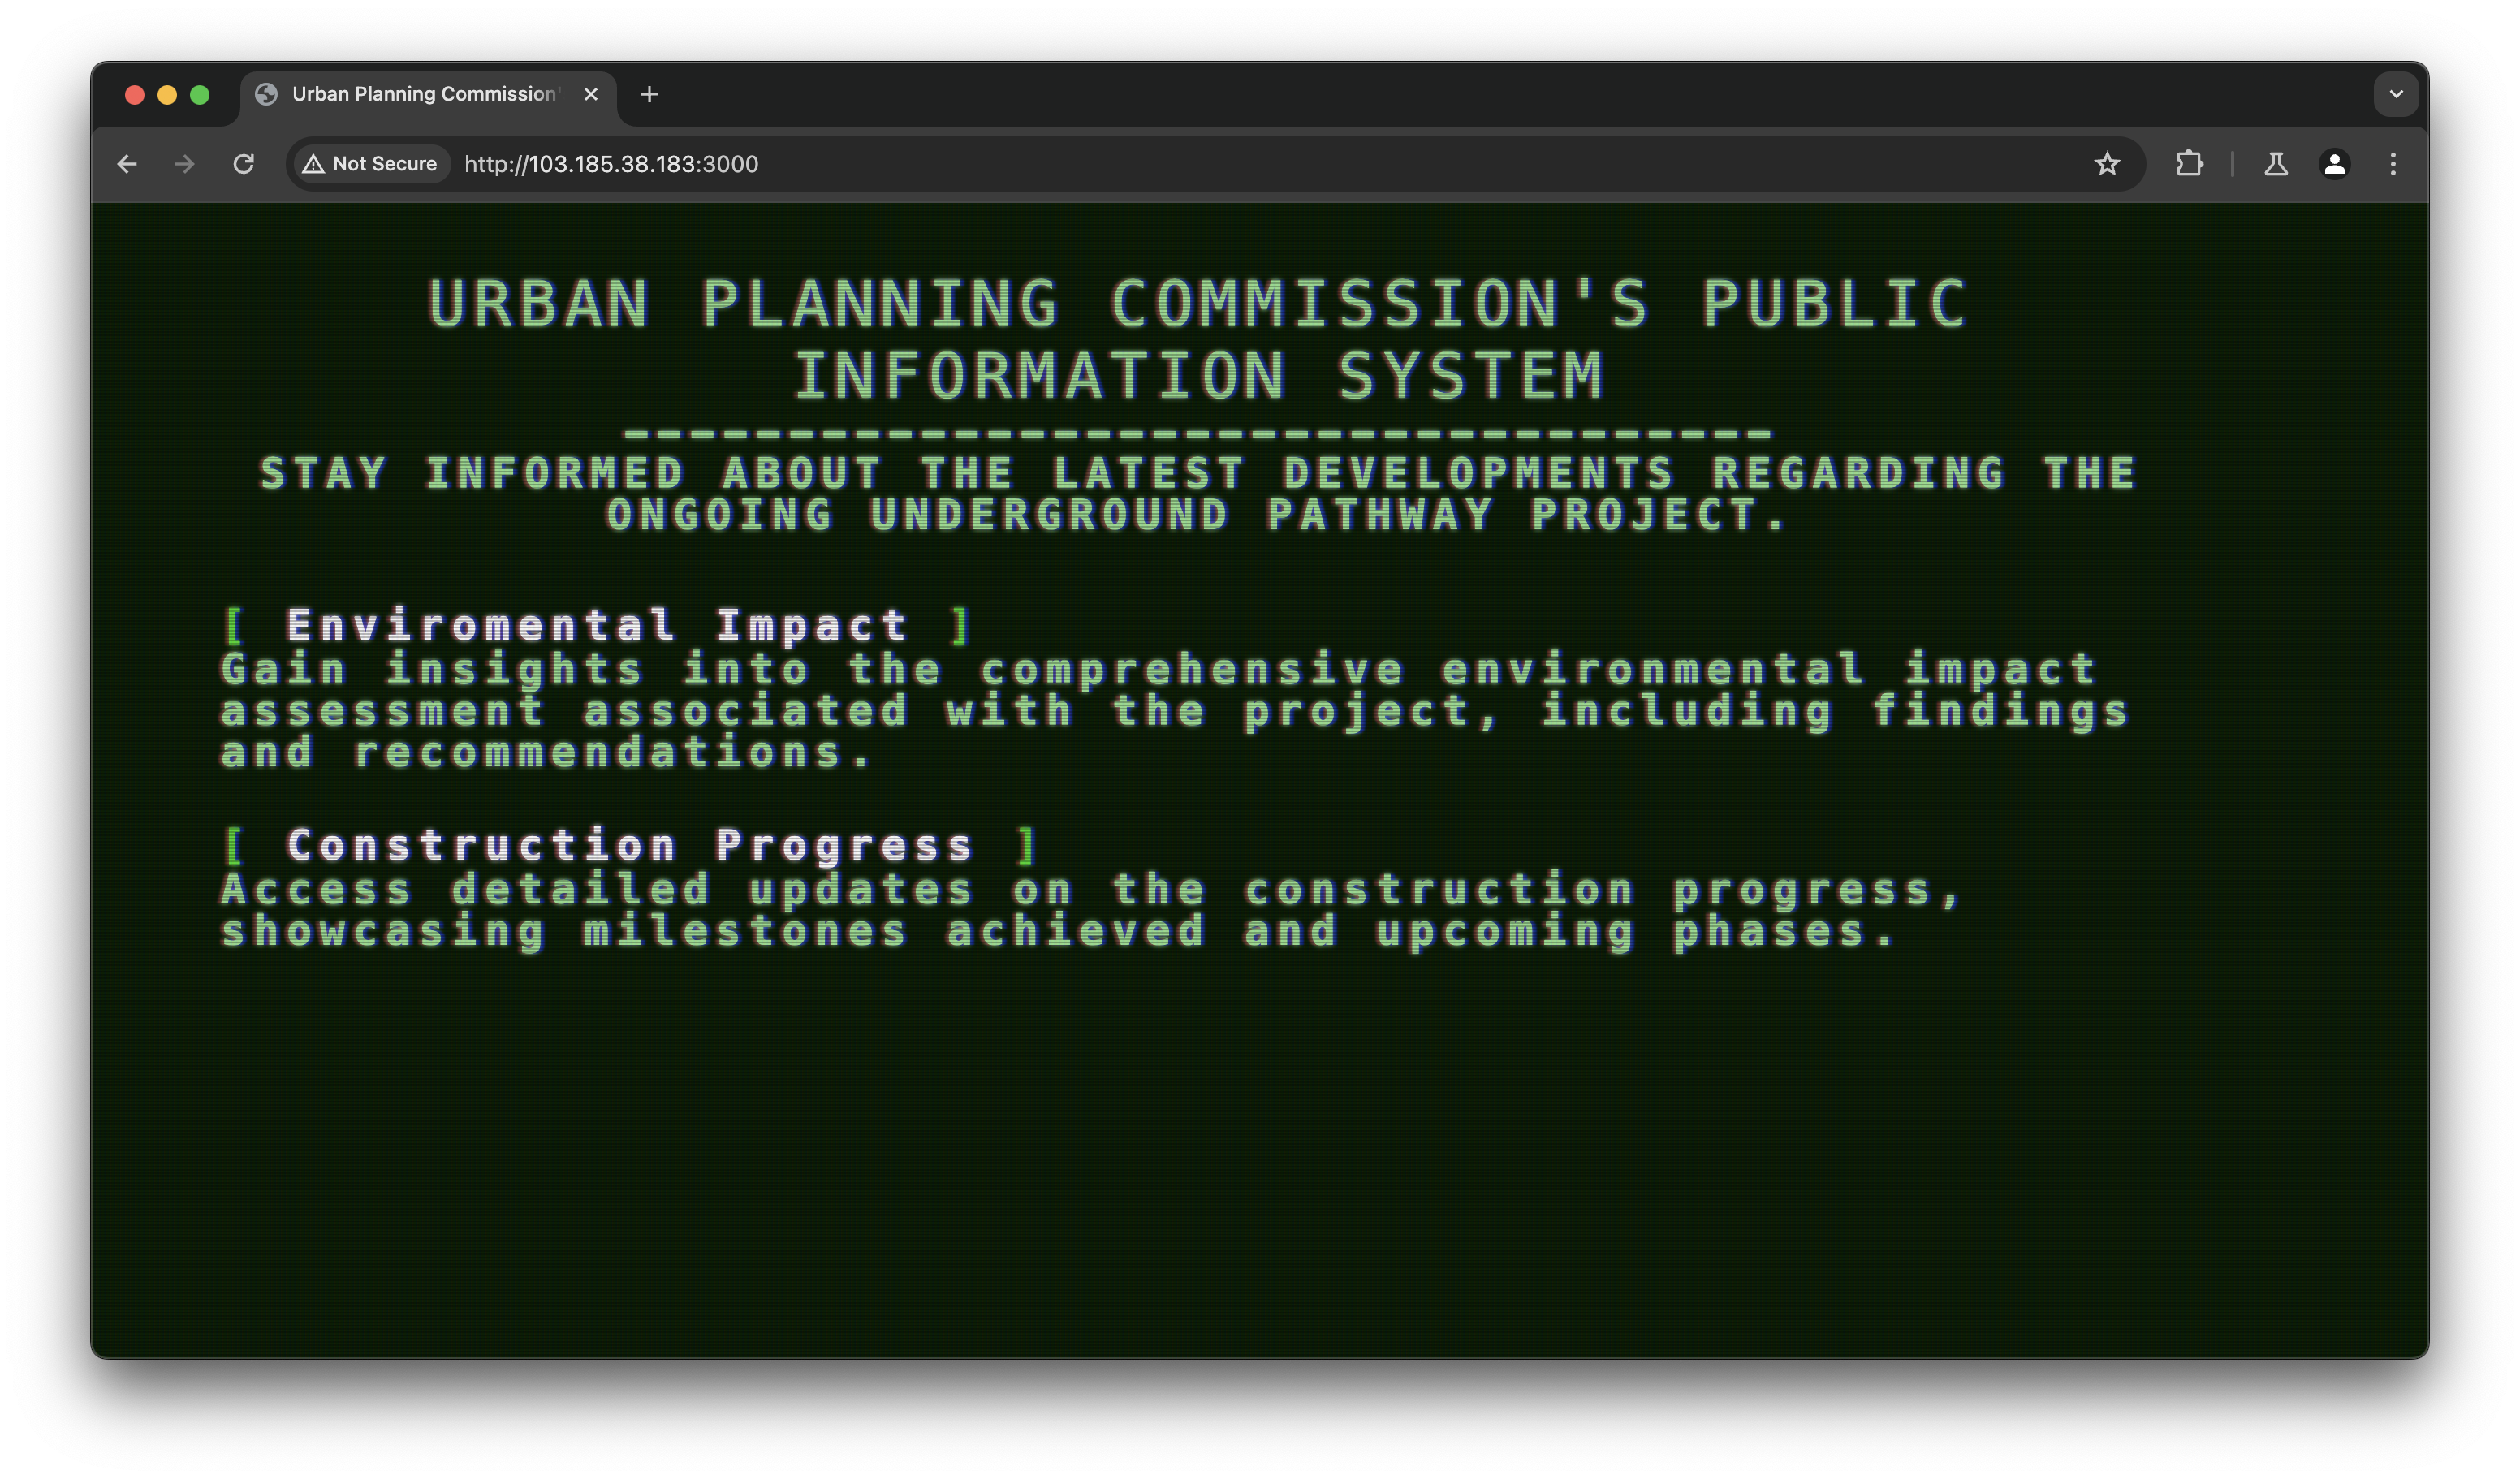 Urban Planning Commission'
Not Secure
http://103.185.38.183:3000
URBAN PLANNING COMMISSION'S PUBLIC
INFORMATION SYSTEM
-----------------------------------
STAY INFORMED ABOUT THE LATEST DEVELOPMENTS REGARDING THE
ONGOING UNDERGROUND PATHWAY PROJECT.
[ Enviromental Impact ]
Gain insights into the comprehensive environmental impact
assessment associated with the project, including findings
and recommendations.
[ Construction Progress ]
Access detailed updates on the construction progress,
showcasing milestones achieved and upcoming phases.